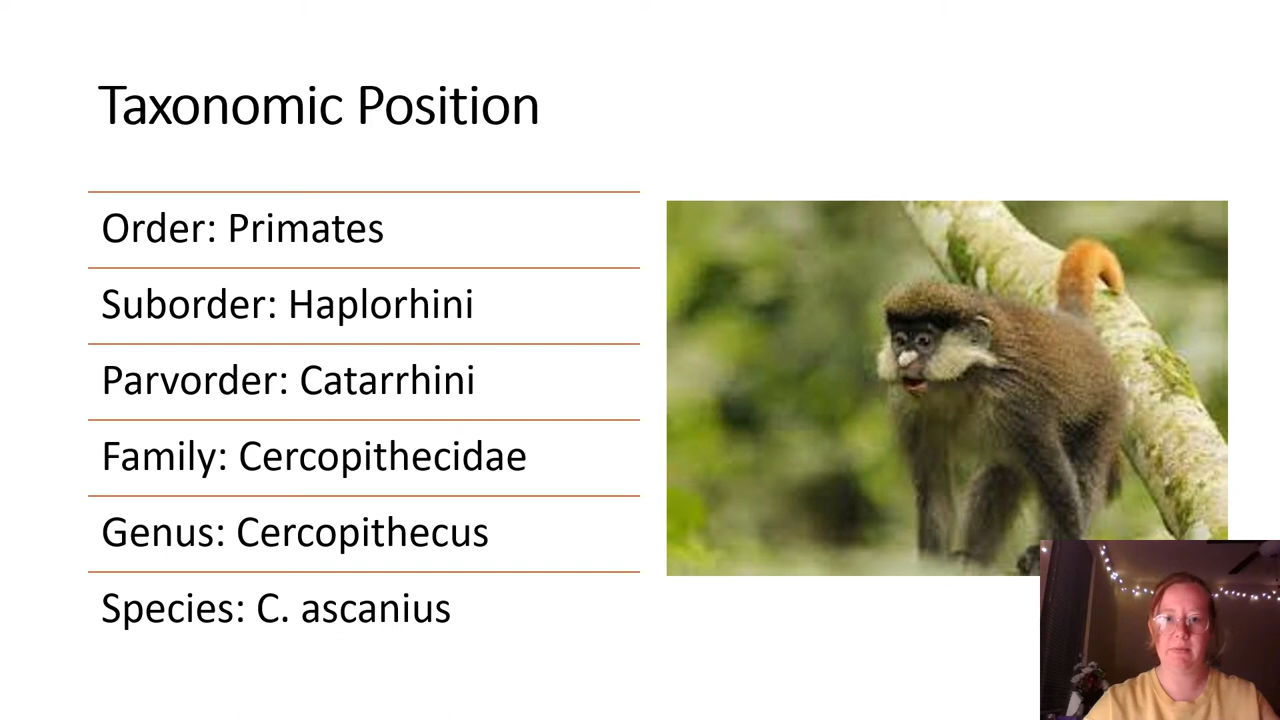 Taxonomic Position
Order: Primates
Suborder: Haplorhini
Parvorder: Catarrhini
Family: Cercopithecidae
Genus: Cercopithecus
Species: C. ascanius